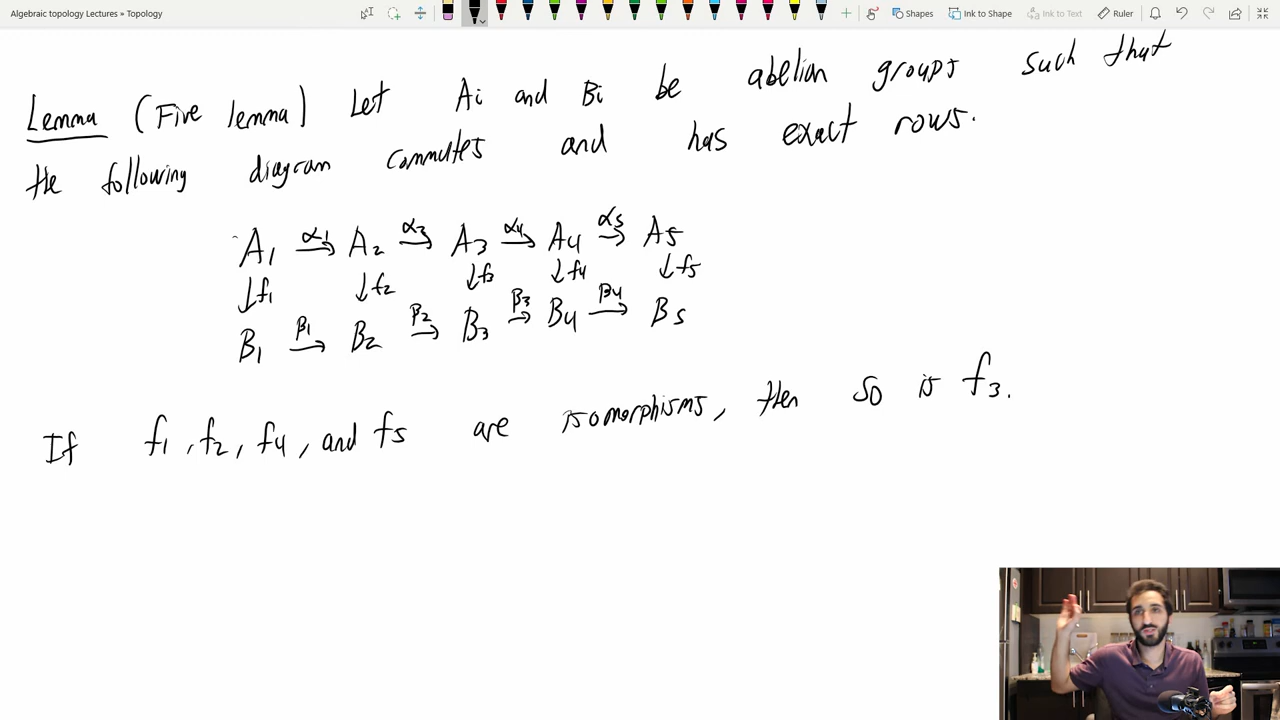 Algebraic topology Lectures » Topology
Shapes Ink to Shape Ink to Text Ruler
Lemma (Five lemma) Let Ai and Bi be abelian groups such that
the following diagram commutes and has exact rows.
A₁ →α₁ A₂ →α₃ A₃ →α₄ A₄ →α₅ A₅
↓f₁ ↓f₂ ↓f₃ ↓f₄ ↓f₅
B₁ →β₁ B₂ →β₂ B₃ →β₃ B₄ →β₄ B₅
If f₁, f₂, f₄, and f₅ are isomorphisms, then so is f₃.